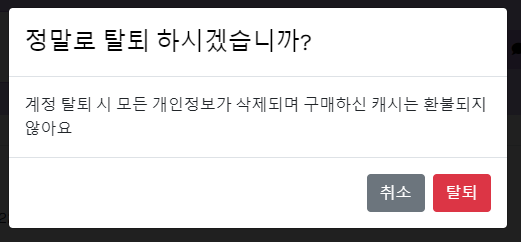 정말로 탈퇴 하시겠습니까?
계정 탈퇴 시 모든 개인정보가 삭제되며 구매하신 캐시는 환불되지
않아요
취소
탈퇴